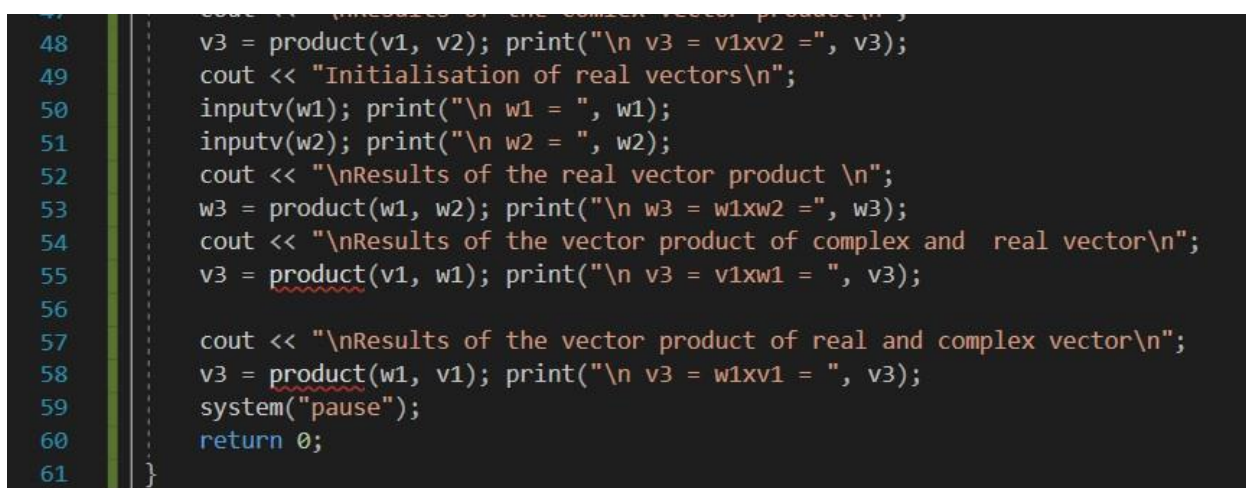 48 v3 = product(v1, v2); print("\n v3 = v1xv2 =", v3);
49 cout << "Initialisation of real vectors\n";
50 inputv(w1); print("\n w1 = ", w1);
51 inputv(w2); print("\n w2 = ", w2);
52 cout << "\nResults of the real vector product \n";
53 w3 = product(w1, w2); print("\n w3 = w1xw2 =", w3);
54 cout << "\nResults of the vector product of complex and  real vector\n";
55 v3 = product(v1, w1); print("\n v3 = v1xw1 = ", v3);
56
57 cout << "\nResults of the vector product of real and complex vector\n";
58 v3 = product(w1, v1); print("\n v3 = w1xv1 = ", v3);
59 system("pause");
60 return 0;
61 }